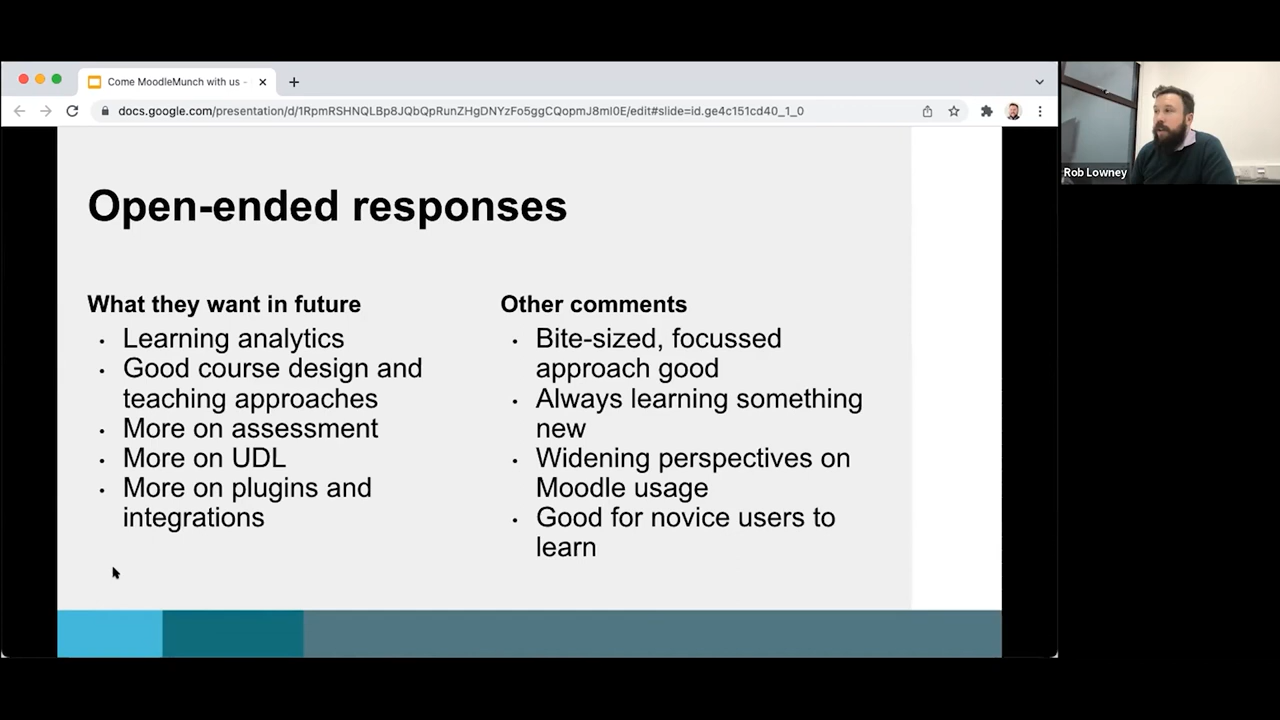 Come MoodleMunch with us -
docs.google.com/presentation/d/1RpmRSHNQLBp8JQbQpRunZHgDNYzFo5ggCQopmJ8mI0E/edit#slide=id.ge4c151cd40_1_0
Rob Lowney
Open-ended responses
What they want in future
• Learning analytics
• Good course design and
teaching approaches
• More on assessment
• More on UDL
• More on plugins and
integrations
Other comments
• Bite-sized, focussed
approach good
• Always learning something
new
• Widening perspectives on
Moodle usage
• Good for novice users to
learn